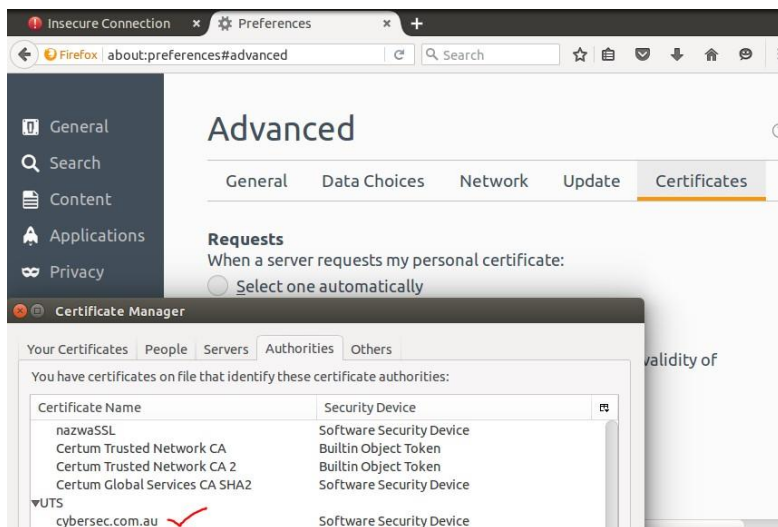 Insecure Connection × Preferences × +
Firefox about:preferences#advanced Search
General
Search
Content
Applications
Privacy
Advanced
General Data Choices Network Update Certificates
Requests
When a server requests my personal certificate:
Select one automatically
validity of
Certificate Manager
Your Certificates People Servers Authorities Others
You have certificates on file that identify these certificate authorities:
Certificate Name Security Device
nazwaSSL Software Security Device
Certum Trusted Network CA Builtin Object Token
Certum Trusted Network CA 2 Builtin Object Token
Certum Global Services CA SHA2 Software Security Device
▼UTS
cybersec.com.au Software Security Device